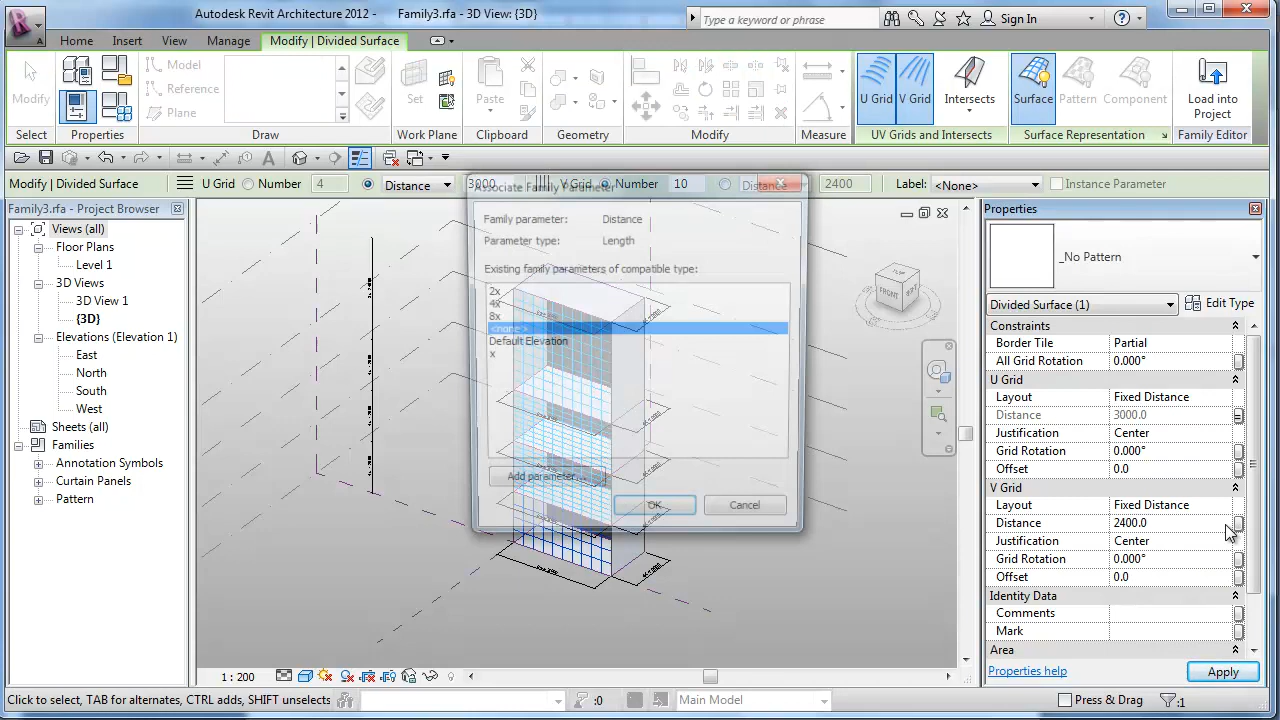 Autodesk Revit Architecture 2012 - Family3.rfa - 3D View: {3D}
Type a keyword or phrase
Sign In
Home Insert View Manage Modify | Divided Surface
Modify
Model
Reference
Plane
Set
Paste
U Grid V Grid Intersects
Surface Pattern Component
Load into Project
Select Properties Draw Work Plane Clipboard Geometry Modify Measure UV Grids and Intersects Surface Representation Family Editor
Modify | Divided Surface U Grid Number 4 Distance 3000 V Grid Number 10 Distance 2400 Label: <None> Instance Parameter
Family3.rfa - Project Browser
Views (all)
Floor Plans
Level 1
3D Views
3D View 1
{3D}
Elevations (Elevation 1)
East
North
South
West
Sheets (all)
Families
Annotation Symbols
Curtain Panels
Pattern
Associate Family Parameter
Family parameter: Distance
Parameter type: Length
Existing family parameters of compatible type:
2x
4x
8x
<none>
Default Elevation
x
Add parameter...
OK Cancel
FRONT
Properties
_No Pattern
Divided Surface (1) Edit Type
Constraints
Border Tile Partial
All Grid Rotation 0.000°
U Grid
Layout Fixed Distance
Distance 3000.0
Justification Center
Grid Rotation 0.000°
Offset 0.0
V Grid
Layout Fixed Distance
Distance 2400.0
Justification Center
Grid Rotation 0.000°
Offset 0.0
Identity Data
Comments
Mark
Area
Properties help Apply
1 : 200
Click to select, TAB for alternates, CTRL adds, SHIFT unselects :0 Main Model Press & Drag :1